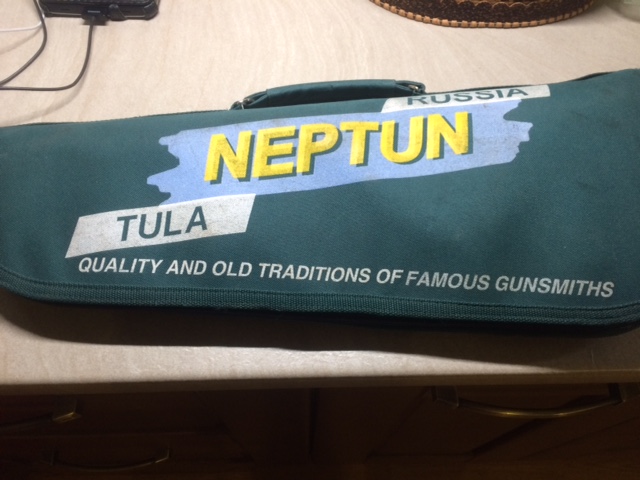 RUSSIA
NEPTUN
TULA
QUALITY AND OLD TRADITIONS OF FAMOUS GUNSMITHS